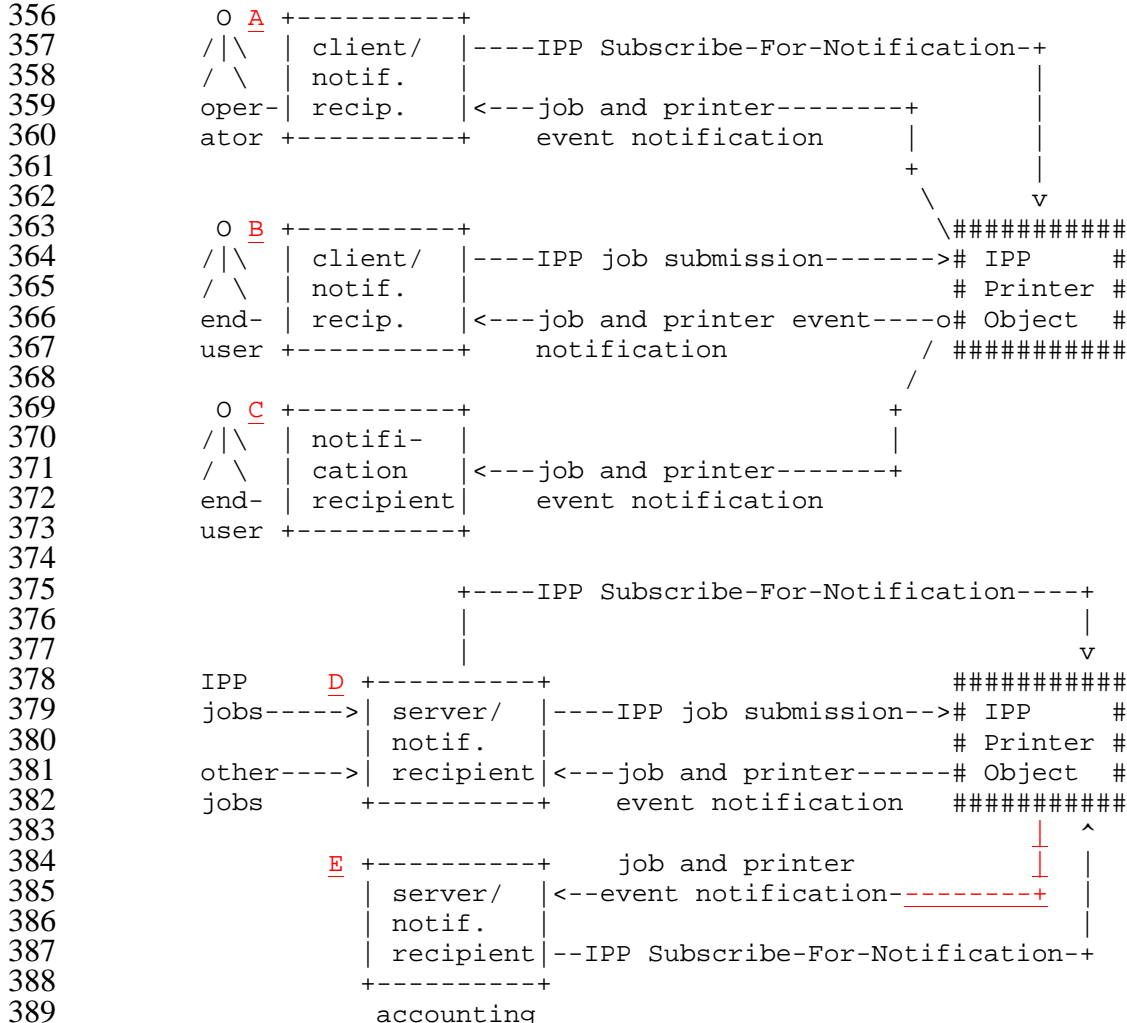 356 O A +----------+
357 /|\ | client/ |----IPP Subscribe-For-Notification-+
358 / \ | notif. | |
359 oper-| recip. |<---job and printer--------+ |
360 ator +----------+ event notification | |
361 + |
362 \ v
363 O B +----------+ \###########
364 /|\ | client/ |----IPP job submission-------># IPP #
365 / \ | notif. | # Printer #
366 end- | recip. |<---job and printer event----o# Object #
367 user +----------+ notification / ###########
368 /
369 O C +----------+ +
370 /|\ | notifi- | |
371 / \ | cation |<---job and printer-------+
372 end- | recipient| event notification
373 user +----------+
374
375 +----IPP Subscribe-For-Notification----+
376 | |
377 | v
378 IPP D +----------+ ###########
379 jobs----->| server/ |----IPP job submission--># IPP #
380 | notif. | # Printer #
381 other---->| recipient|<---job and printer------# Object #
382 jobs +----------+ event notification ###########
383 | ^
384 E +----------+ job and printer | |
385 | server/ |<--event notification---------+ |
386 | notif. | |
387 | recipient|--IPP Subscribe-For-Notification-+
388 +----------+
389 accounting